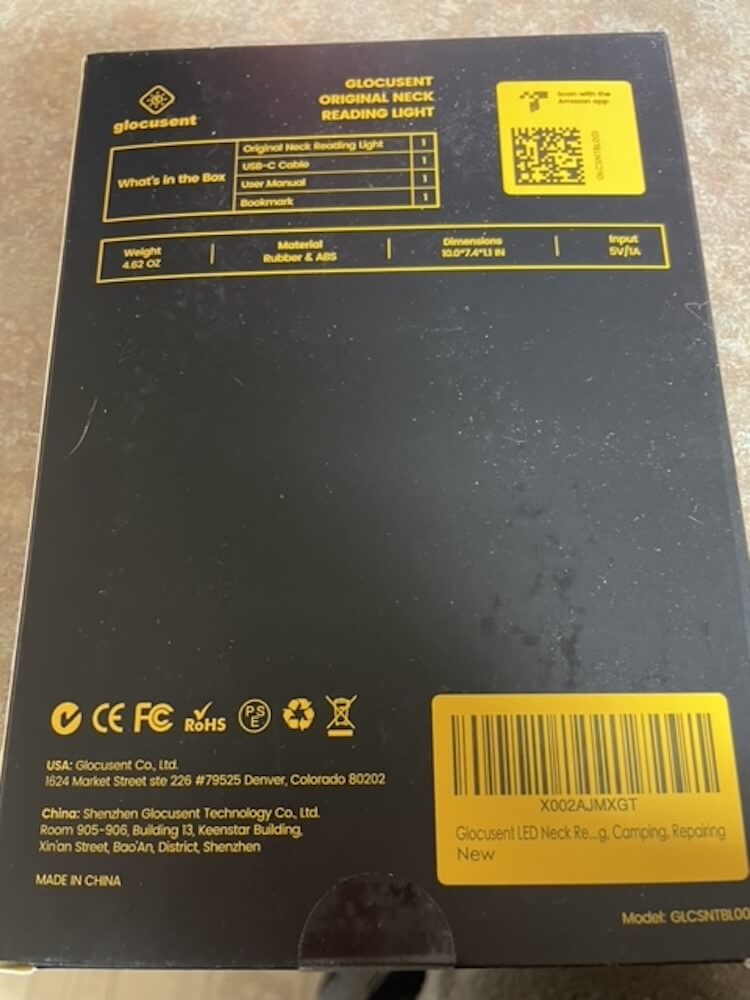 glocusent
GLOCUSENT
ORIGINAL NECK
READING LIGHT
Scan with the
Amazon app
GLCSNTBL001
What's in the Box
Original Neck Reading Light 1
USB-C Cable 1
User Manual 1
Bookmark 1
Weight
4.62 OZ
Material
Rubber & ABS
Dimensions
10.0*7.4*1.1 IN
Input
5V/1A
CE FC RoHS PSE
USA: Glocusent Co., Ltd.
1624 Market Street ste 226 #79525 Denver, Colorado 80202
China: Shenzhen Glocusent Technology Co., Ltd.
Room 905-906, Building 13, Keenstar Building,
Xin'an Street, Bao'An, District, Shenzhen
MADE IN CHINA
X002AJMXGT
Glocusent LED Neck Re...g, Camping, Repairing
New
Model: GLCSNTBL00